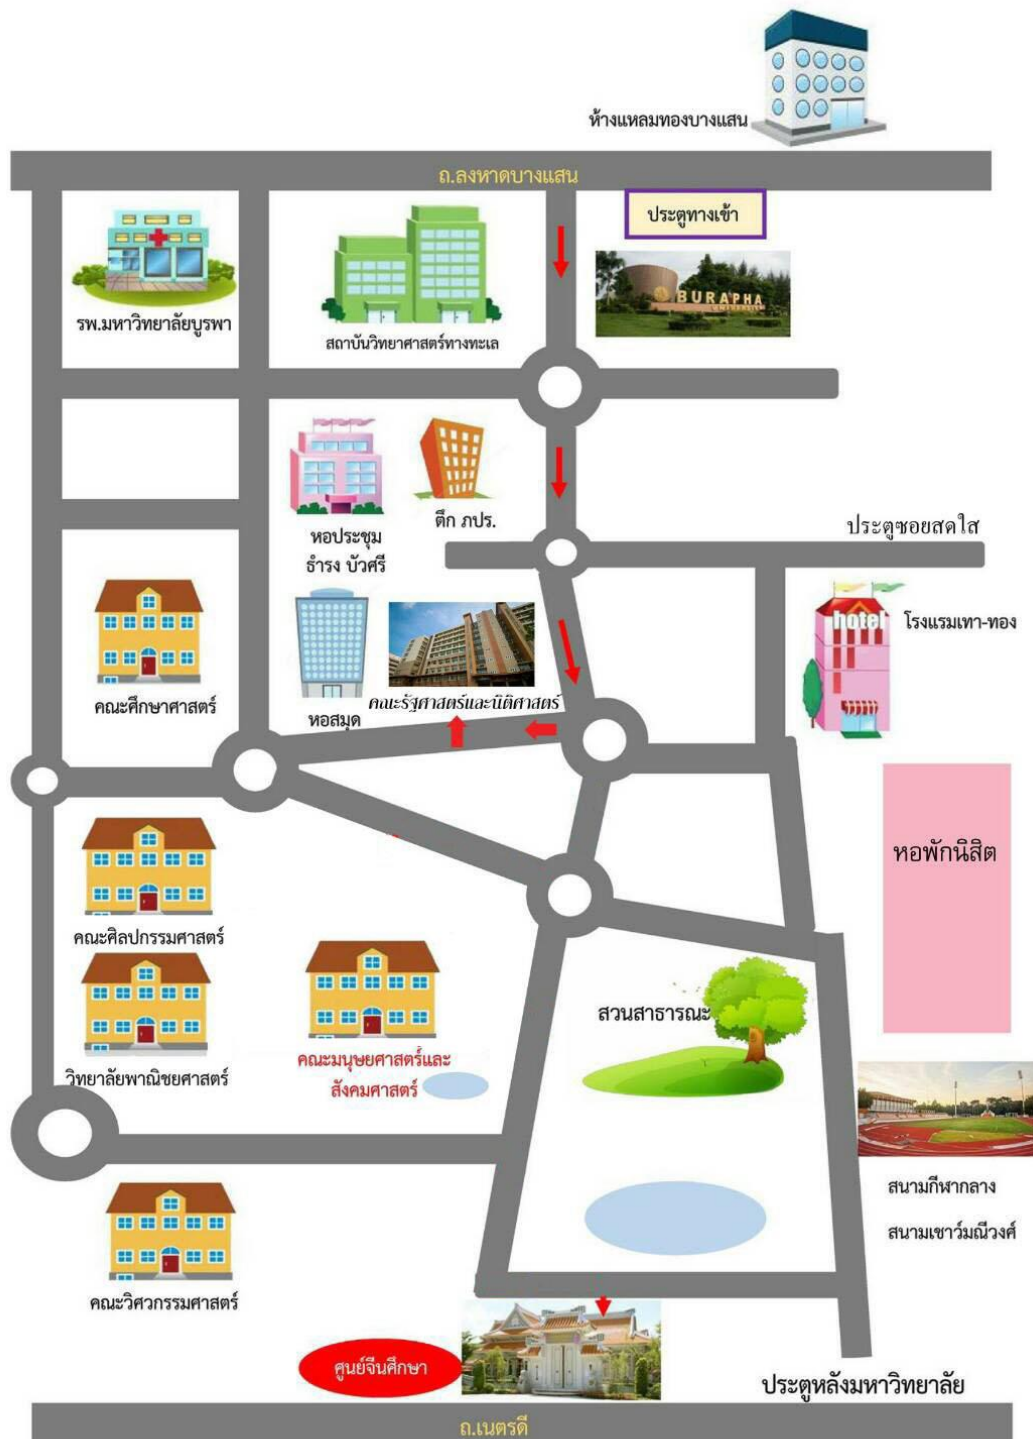 ห้างแหลมทองบางแสน
ถ.ลงหาดบางแสน
ประตูทางเข้า
BURAPHA
รพ.มหาวิทยาลัยบูรพา
สถาบันวิทยาศาสตร์ทางทะเล
หอประชุม
ธำรง บัวศรี
ตึก ภปร.
ประตูซอยสดใส
hotel
โรงแรมเทา-ทอง
คณะศึกษาศาสตร์
หอสมุด
คณะรัฐศาสตร์และนิติศาสตร์
หอพักนิสิต
คณะศิลปกรรมศาสตร์
สวนสาธารณะ
วิทยาลัยพาณิชยศาสตร์
คณะมนุษยศาสตร์และ
สังคมศาสตร์
สนามกีฬากลาง
สนามเชาว์มณีวงศ์
คณะวิศวกรรมศาสตร์
ศูนย์จีนศึกษา
ประตูหลังมหาวิทยาลัย
ถ.เนตรดี